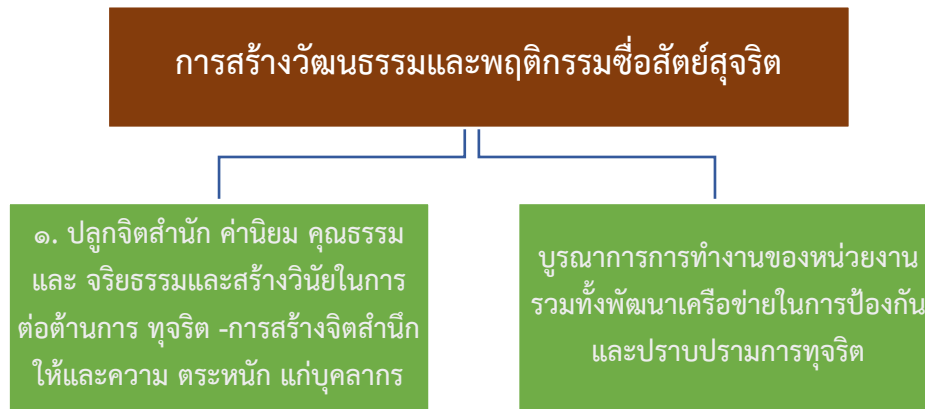 การสร้างวัฒนธรรมและพฤติกรรมซื่อสัตย์สุจริต
๑. ปลูกจิตสำนัก ค่านิยม คุณธรรม
และ จริยธรรมและสร้างวินัยในการ
ต่อต้านการ ทุจริต -การสร้างจิตสำนึก
ให้และความ ตระหนัก แก่บุคลากร
บูรณาการการทำงานของหน่วยงาน
รวมทั้งพัฒนาเครือข่ายในการป้องกัน
และปราบปรามการทุจริต